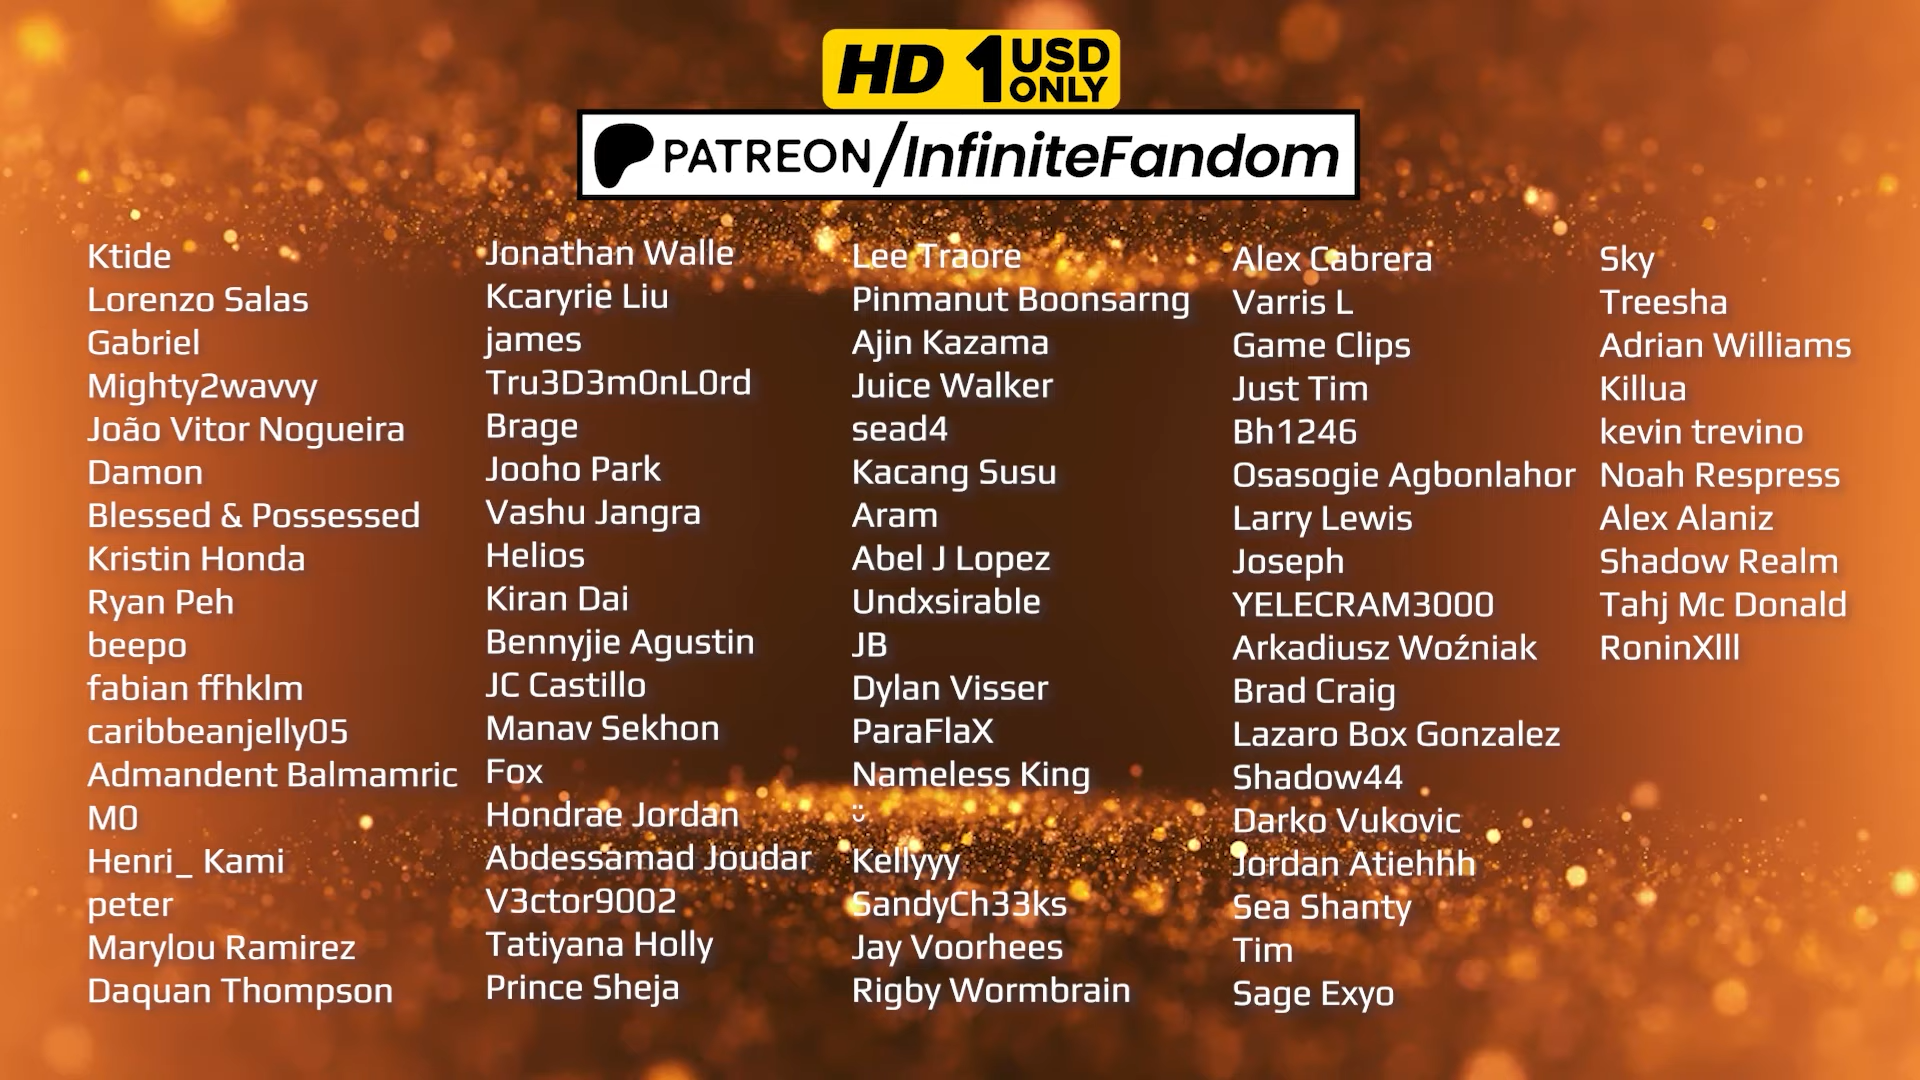 HD 1 USD ONLY
PATREON/InfiniteFandom
Ktide
Lorenzo Salas
Gabriel
Mighty2wavvy
João Vitor Nogueira
Damon
Blessed & Possessed
Kristin Honda
Ryan Peh
beepo
fabian ffhklm
caribbeanjelly05
Admandent Balmamric
M0
Henri_ Kami
peter
Marylou Ramirez
Daquan Thompson
Jonathan Walle
Kcaryrie Liu
james
Tru3D3m0nL0rd
Brage
Jooho Park
Vashu Jangra
Helios
Kiran Dai
Bennyjie Agustin
JC Castillo
Manav Sekhon
Fox
Hondrae Jordan
Abdessamad Joudar
V3ctor9002
Tatiyana Holly
Prince Sheja
Lee Traore
Pinmanut Boonsarng
Ajin Kazama
Juice Walker
sead4
Kacang Susu
Aram
Abel J Lopez
Undxsirable
JB
Dylan Visser
ParaFlaX
Nameless King
Kellyyy
SandyCh33ks
Jay Voorhees
Rigby Wormbrain
Alex Cabrera
Varris L
Game Clips
Just Tim
Bh1246
Osasogie Agbonlahor
Larry Lewis
Joseph
YELECRAM3000
Arkadiusz Woźniak
Brad Craig
Lazaro Box Gonzalez
Shadow44
Darko Vukovic
Jordan Atiehhh
Sea Shanty
Tim
Sage Exyo
Sky
Treesha
Adrian Williams
Killua
kevin trevino
Noah Respress
Alex Alaniz
Shadow Realm
Tahj Mc Donald
RoninXlll